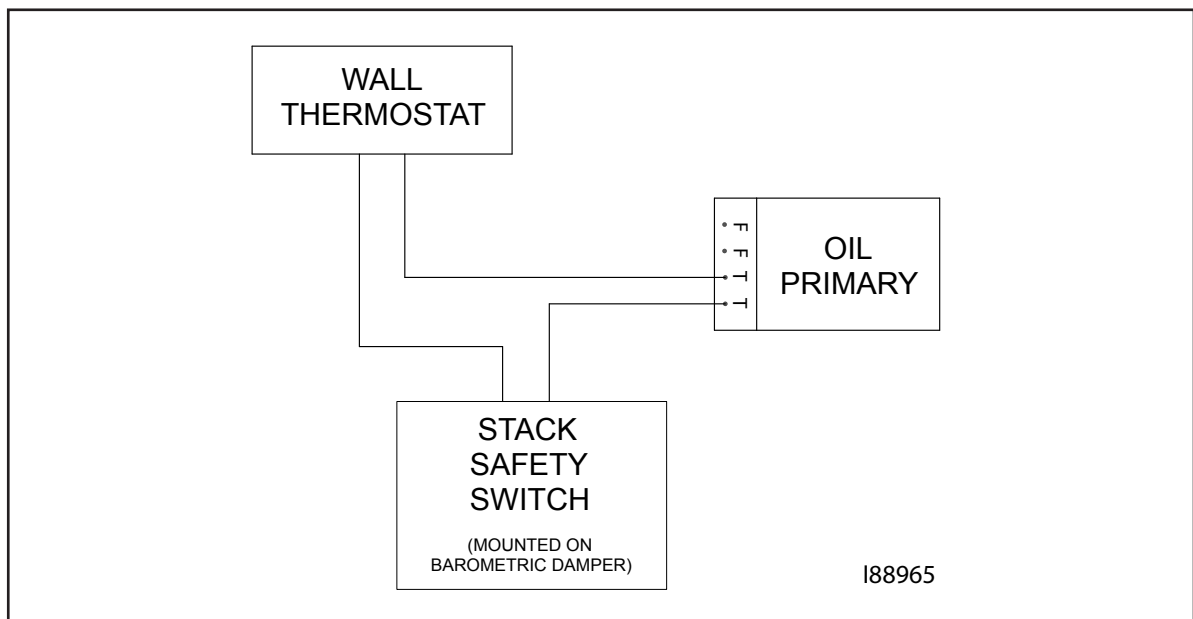 WALL
THERMOSTAT
F
F
T
T
OIL
PRIMARY
STACK
SAFETY
SWITCH
(MOUNTED ON
BAROMETRIC DAMPER)
I88965